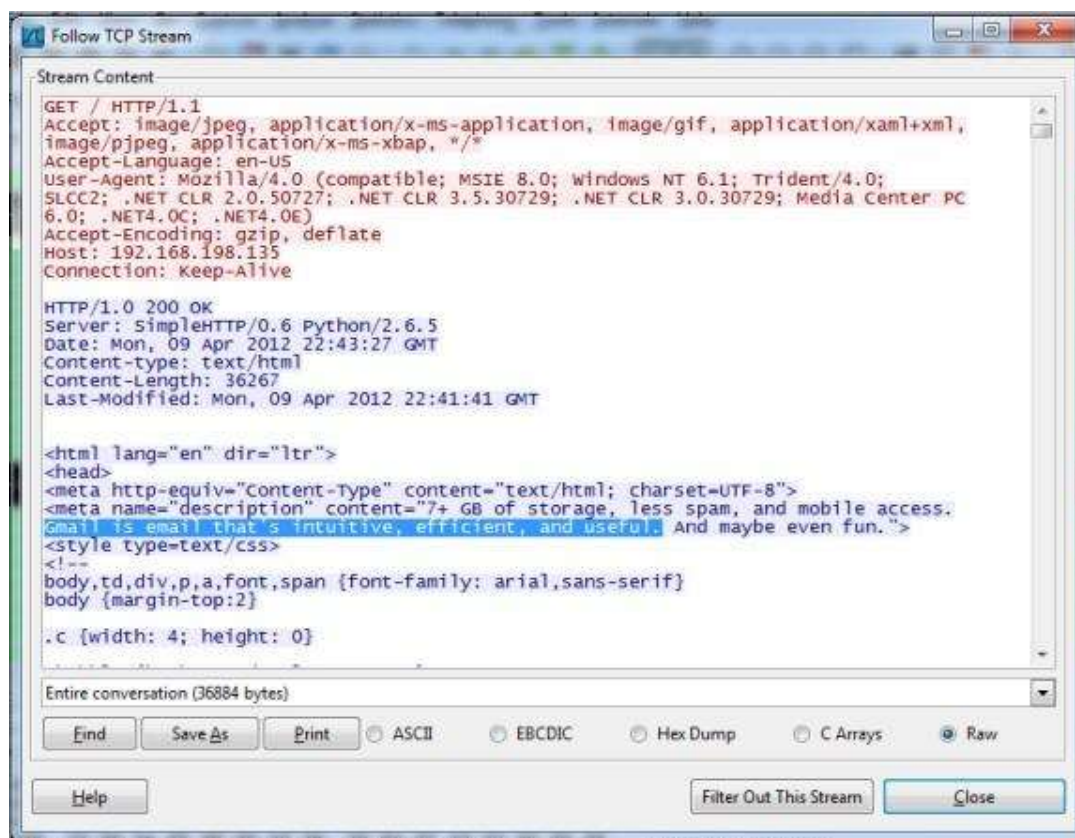 Follow TCP Stream
Stream Content
GET / HTTP/1.1
Accept: image/jpeg, application/x-ms-application, image/gif, application/xaml+xml,
image/pjpeg, application/x-ms-xbap, */*
Accept-Language: en-US
User-Agent: Mozilla/4.0 (compatible; MSIE 8.0; Windows NT 6.1; Trident/4.0;
SLCC2; .NET CLR 2.0.50727; .NET CLR 3.5.30729; .NET CLR 3.0.30729; Media Center PC
6.0; .NET4.0C; .NET4.0E)
Accept-Encoding: gzip, deflate
Host: 192.168.198.135
Connection: Keep-Alive
HTTP/1.0 200 OK
Server: SimpleHTTP/0.6 Python/2.6.5
Date: Mon, 09 Apr 2012 22:43:27 GMT
Content-type: text/html
Content-Length: 36267
Last-Modified: Mon, 09 Apr 2012 22:41:41 GMT
<html lang="en" dir="ltr">
<head>
<meta http-equiv="Content-Type" content="text/html; charset=UTF-8">
<meta name="description" content="7+ GB of storage, less spam, and mobile access.
Gmail is email that's intuitive, efficient, and useful. And maybe even fun.">
<style type=text/css>
<!--
body,td,div,p,a,font,span {font-family: arial,sans-serif}
body {margin-top:2}
.c {width: 4; height: 0}
Entire conversation (36884 bytes)
Find Save As Print ASCII EBCDIC Hex Dump C Arrays Raw
Help Filter Out This Stream Close